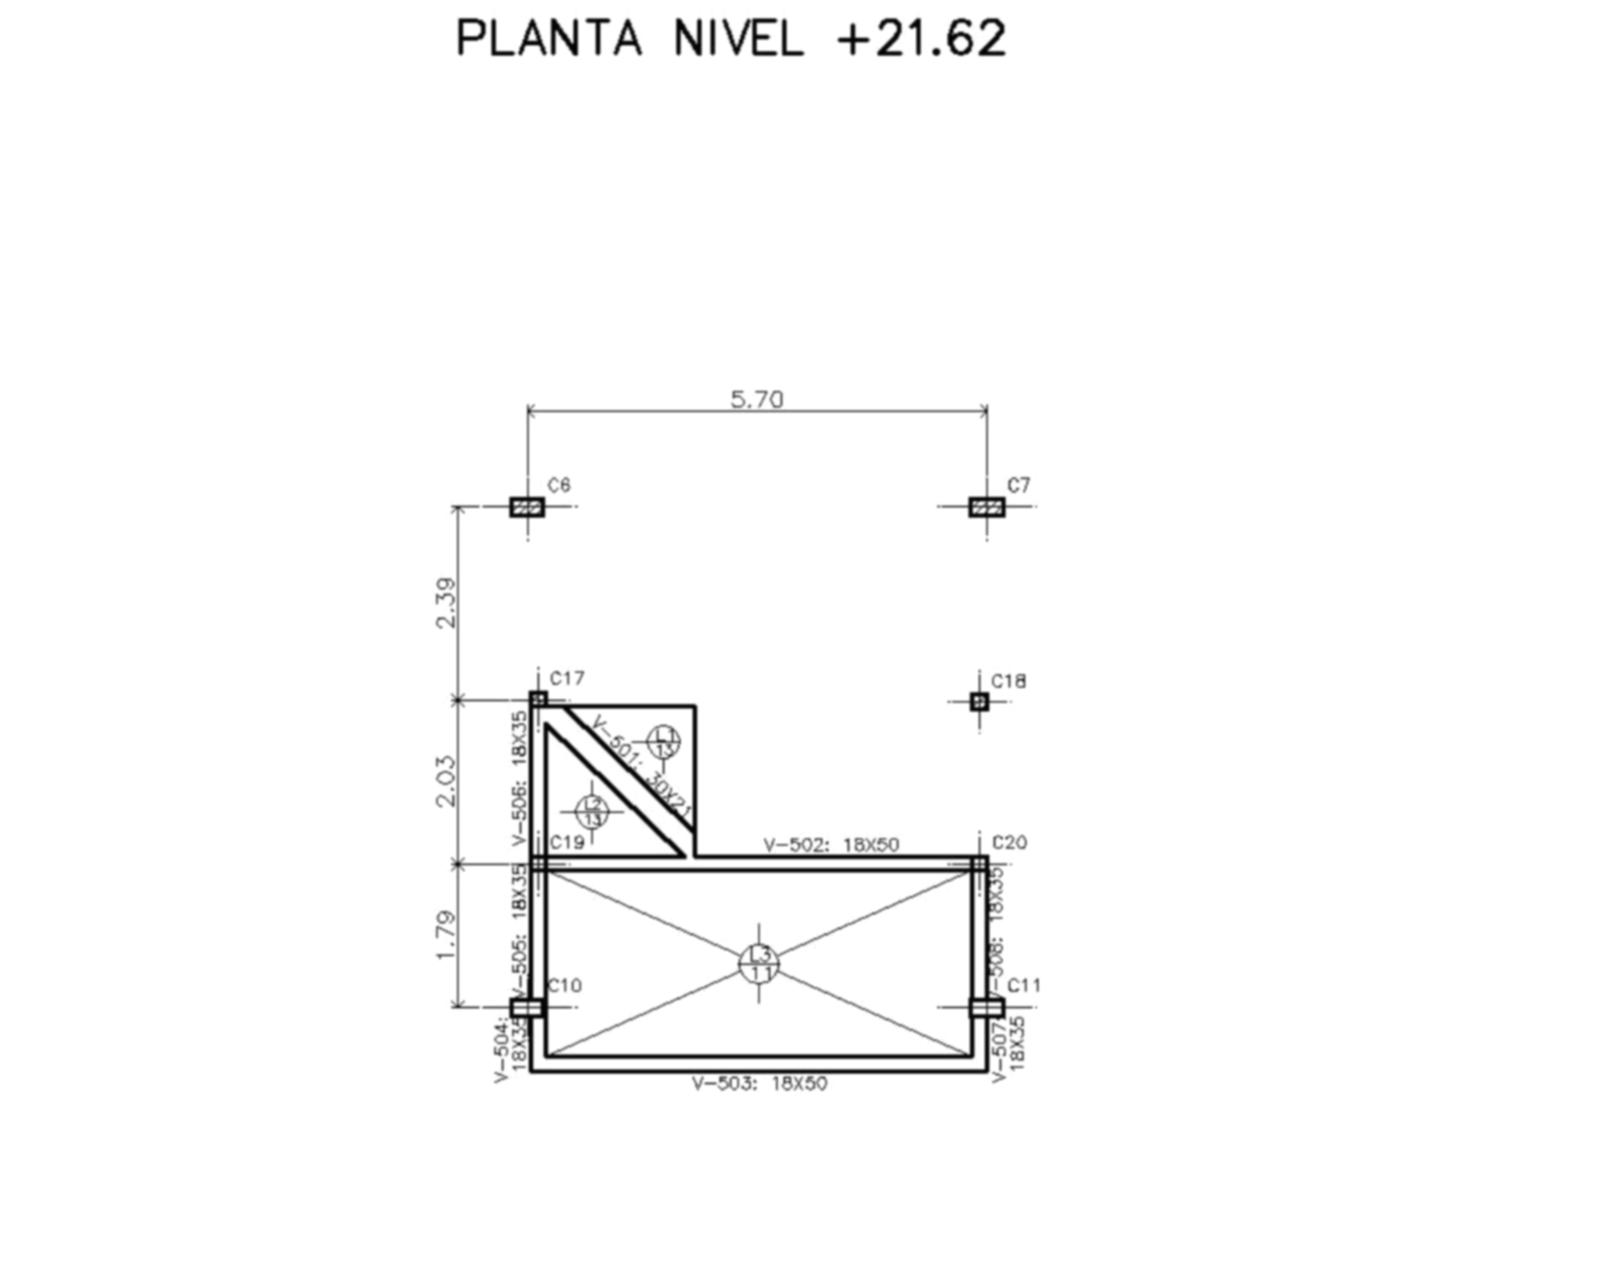 PLANTA NIVEL +21.62
5.70
C6
C7
2.39
C17
C18
V-501: 30X21
L1
13
V-506: 18X35
2.03
L2
13
C19
V-502: 18X50
C20
V-505: 18X35
V-508: 18X35
1.79
L3
11
C10
C11
V-504:
18X35
V-507:
18X35
V-503: 18X50